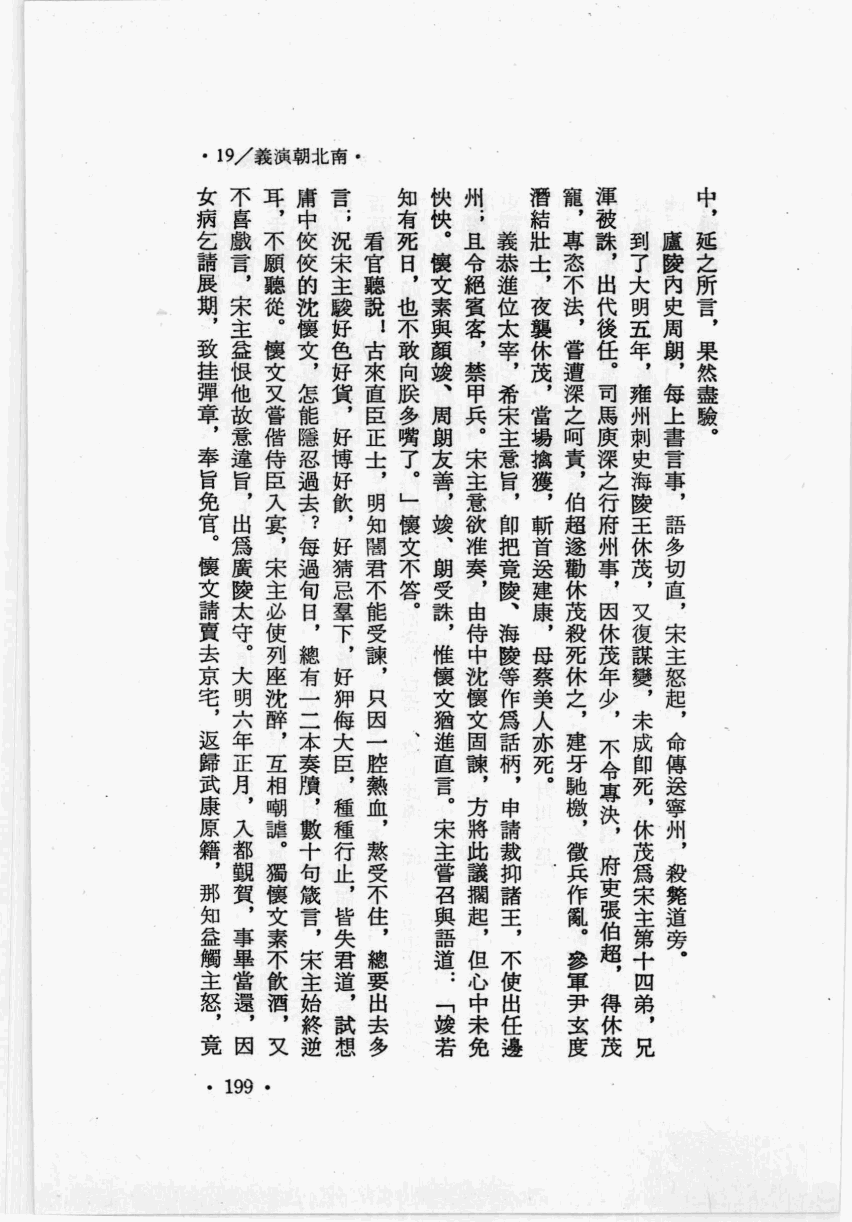 •19／義演朝北南•
中，延之所言，果然盡驗。
廬陵內史周朗，每上書言事，語多切直，宋主怒起，命傳送寧州，殺斃道旁。
到了大明五年，雍州刺史海陵王休茂，又復謀變，未成卽死，休茂爲宋主第十四弟，兄
渾被誅，出代後任。司馬庾深之行府州事，因休茂年少，不令專決，府吏張伯超，得休茂
寵，專恣不法，嘗遭深之呵責，伯超遂勸休茂殺死休之，建牙馳檄，徵兵作亂。參軍尹玄度
潛結壯士，夜襲休茂，當場擒獲，斬首送建康，母蔡美人亦死。
義恭進位太宰，希宋主意旨，卽把竟陵、海陵等作爲話柄，申請裁抑諸王，不使出任邊
州；且令絕賓客，禁甲兵。宋主意欲准奏，由侍中沈懷文固諫，方將此議擱起，但心中未免
怏怏。懷文素與顏竣、周朗友善，竣、朗受誅，惟懷文猶進直言。宋主嘗召與語道：「竣若
知有死日，也不敢向朕多嘴了。」懷文不答。
看官聽說！古來直臣正士，明知闇君不能受諫，只因一腔熱血，熬受不住，總要出去多
言；況宋主駿好色好貨，好博好飲，好猜忌羣下，好狎侮大臣，種種行止，皆失君道，試想
庸中佼佼的沈懷文，怎能隱忍過去？每過旬日，總有一二本奏牘，數十句箴言，宋主始終逆
耳，不願聽從。懷文又嘗偕侍臣入宴，宋主必使列座沈醉，互相嘲謔。獨懷文素不飲酒，又
不喜戲言，宋主益恨他故意違旨，出爲廣陵太守。大明六年正月，入都覲賀，事畢當還，因
女病乞請展期，致挂彈章，奉旨免官。懷文請賣去京宅，返歸武康原籍，那知益觸主怒，竟
•199•